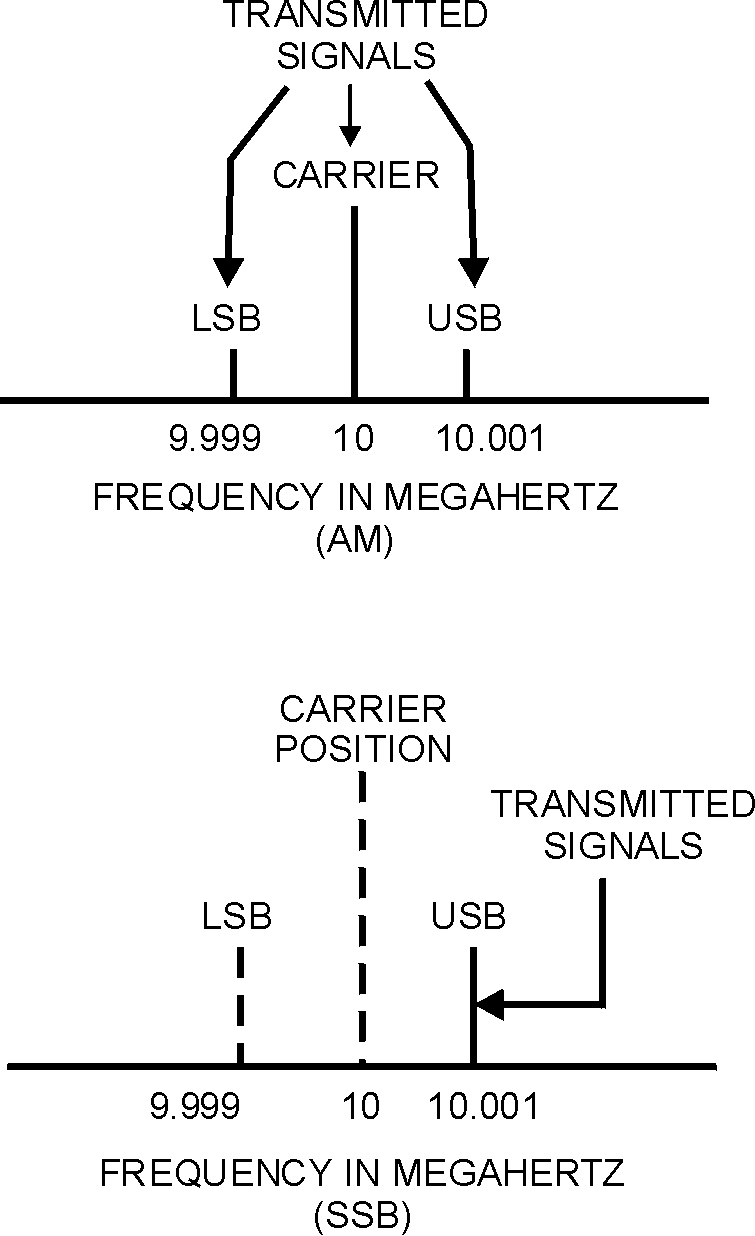 TRANSMITTED
SIGNALS
CARRIER
LSB
USB
9.999
10
10.001
FREQUENCY IN MEGAHERTZ
(AM)
CARRIER
POSITION
TRANSMITTED
SIGNALS
LSB
USB
9.999
10
10.001
FREQUENCY IN MEGAHERTZ
(SSB)